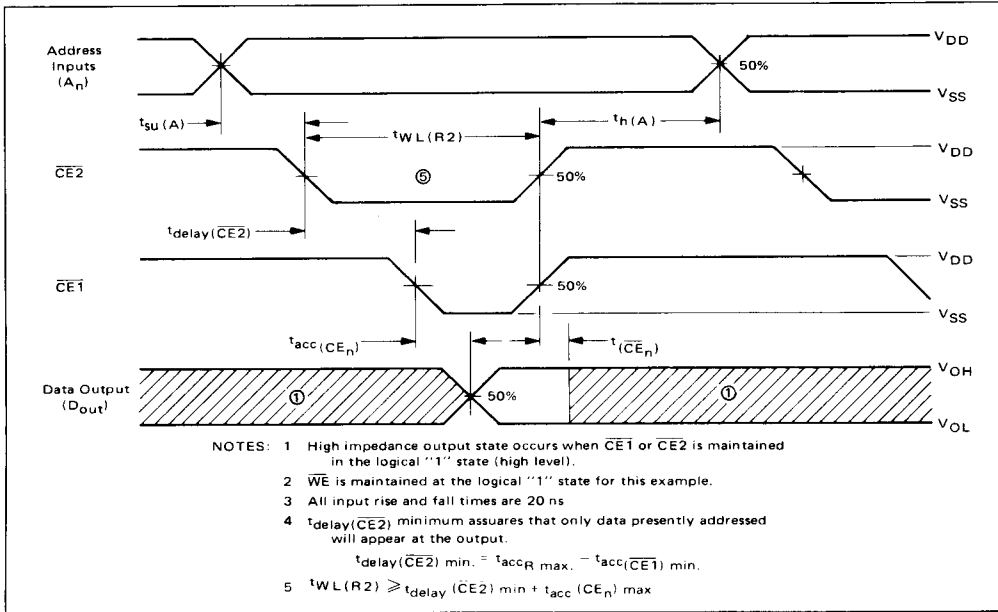 Address
Inputs
(An)
VDD
50%
VSS
tsu(A)
tWL(R2)
th(A)
CE2
VDD
⑤
50%
VSS
tdelay(CE2)
CE1
VDD
50%
VSS
tacc(CEn)
t(CEn)
Data Output
(Dout)
VOH
①
50%
①
VOL
NOTES: 1 High impedance output state occurs when CE1 or CE2 is maintained
in the logical "1" state (high level).
2 WE is maintained at the logical "1" state for this example.
3 All input rise and fall times are 20 ns
4 tdelay(CE2) minimum assuares that only data presently addressed
will appear at the output.
tdelay(CE2) min. = taccR max. − tacc(CE1) min.
5 tWL(R2) ⩾ tdelay (CE2) min + tacc (CEn) max